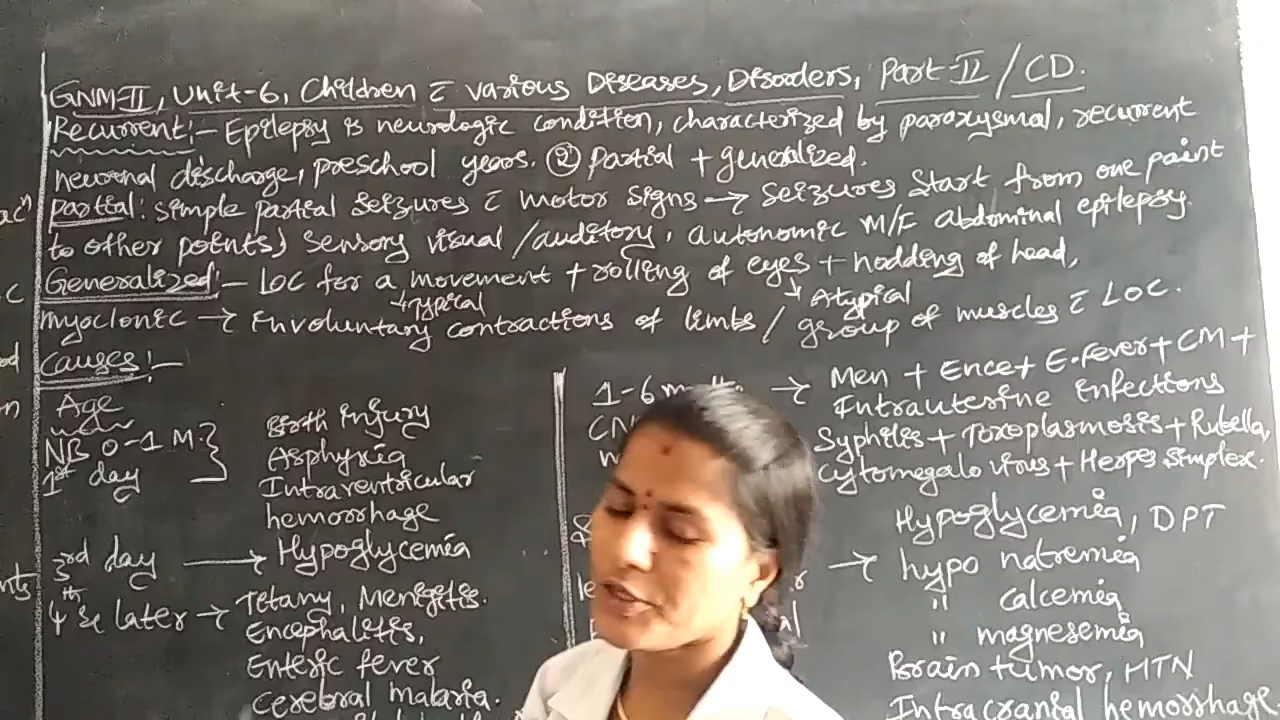 GNM-II, Unit-6, Children c̄ various Diseases, Disorders, Part-II / CD.
Recurrent:- Epilepsy is neurologic condition, characterized by paroxysmal, recurrent
neuronal discharge, preschool years. ② Partial + generalized.
Partial: Simple partial seizures c̄ motor signs → Seizures start from one point
to other points) Sensory visual / auditory, autonomic M/F abdominal epilepsy.
Generalized:- LOC for a movement + rolling of eyes + nodding of head,
↓ typical
↓ Atypical
myoclonic → Involuntary contractions of limbs / group of muscles c̄ LOC.
Causes:-
Age
NB 0-1 M.
1st day
Birth Injury
Asphyxia
Intraventricular
hemorrhage
3rd day → Hypoglycemia
4th & later → Tetany, Menigitis.
Encephalitis,
Enteric fever
Cerebral malaria.
1-6 → Men + Ence + E.Fever + CM +
Intrauterine Infections
Syphilis + Toxoplasmosis + Rubella,
Cytomegalo virus + Herpes simplex.
Hypoglycemia, DPT
→ hypo natremia
" calcemia
" magnesemia
Brain tumor, HTN
Intracranial hemorrhage